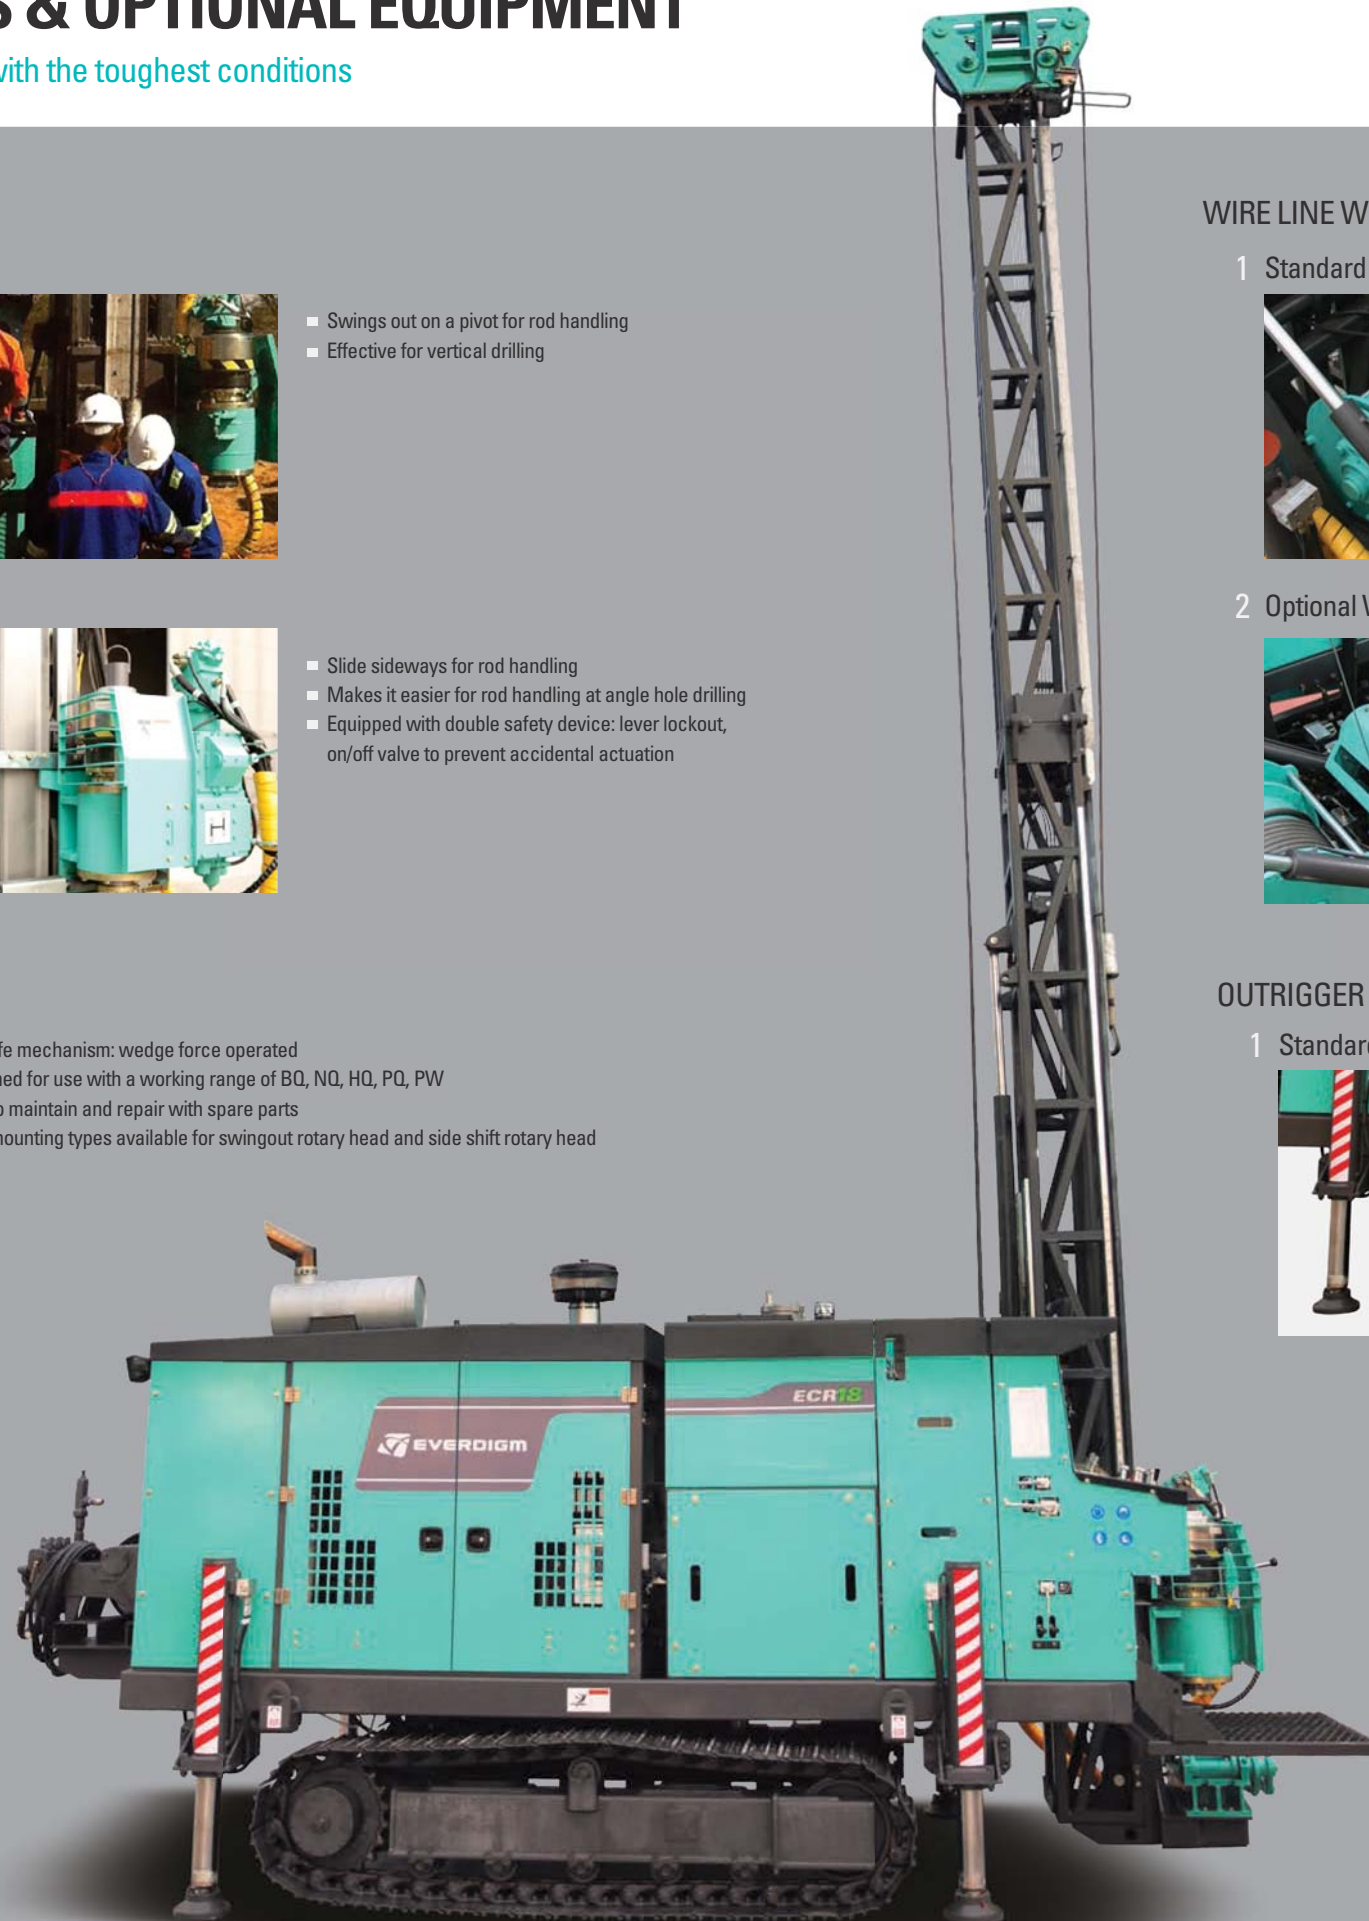 S & OPTIONAL EQUIPMENT
with the toughest conditions
Swings out on a pivot for rod handling
Effective for vertical drilling
Slide sideways for rod handling
Makes it easier for rod handling at angle hole drilling
Equipped with double safety device: lever lockout,
on/off valve to prevent accidental actuation
fe mechanism: wedge force operated
ned for use with a working range of BQ, NQ, HQ, PQ, PW
o maintain and repair with spare parts
mounting types available for swingout rotary head and side shift rotary head
WIRE LINE W
1 Standard
2 Optional
OUTRIGGER
1 Standard
H
ECR18
EVERDIGM